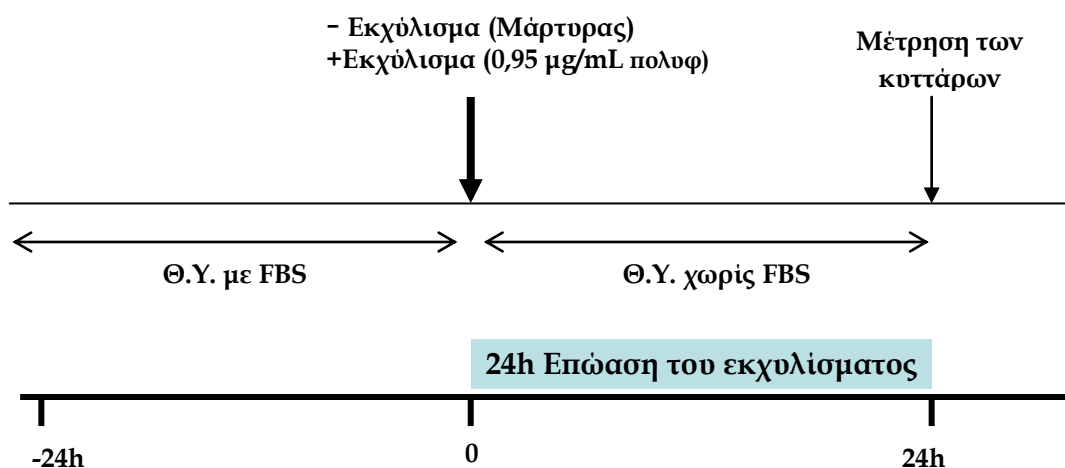 – Εκχύλισμα (Μάρτυρας)
+Εκχύλισμα (0,95 μg/mL πολυφ)
Μέτρηση των
κυττάρων
Θ.Υ. με FBS
Θ.Υ. χωρίς FBS
24h Επώαση του εκχυλίσματος
-24h
0
24h